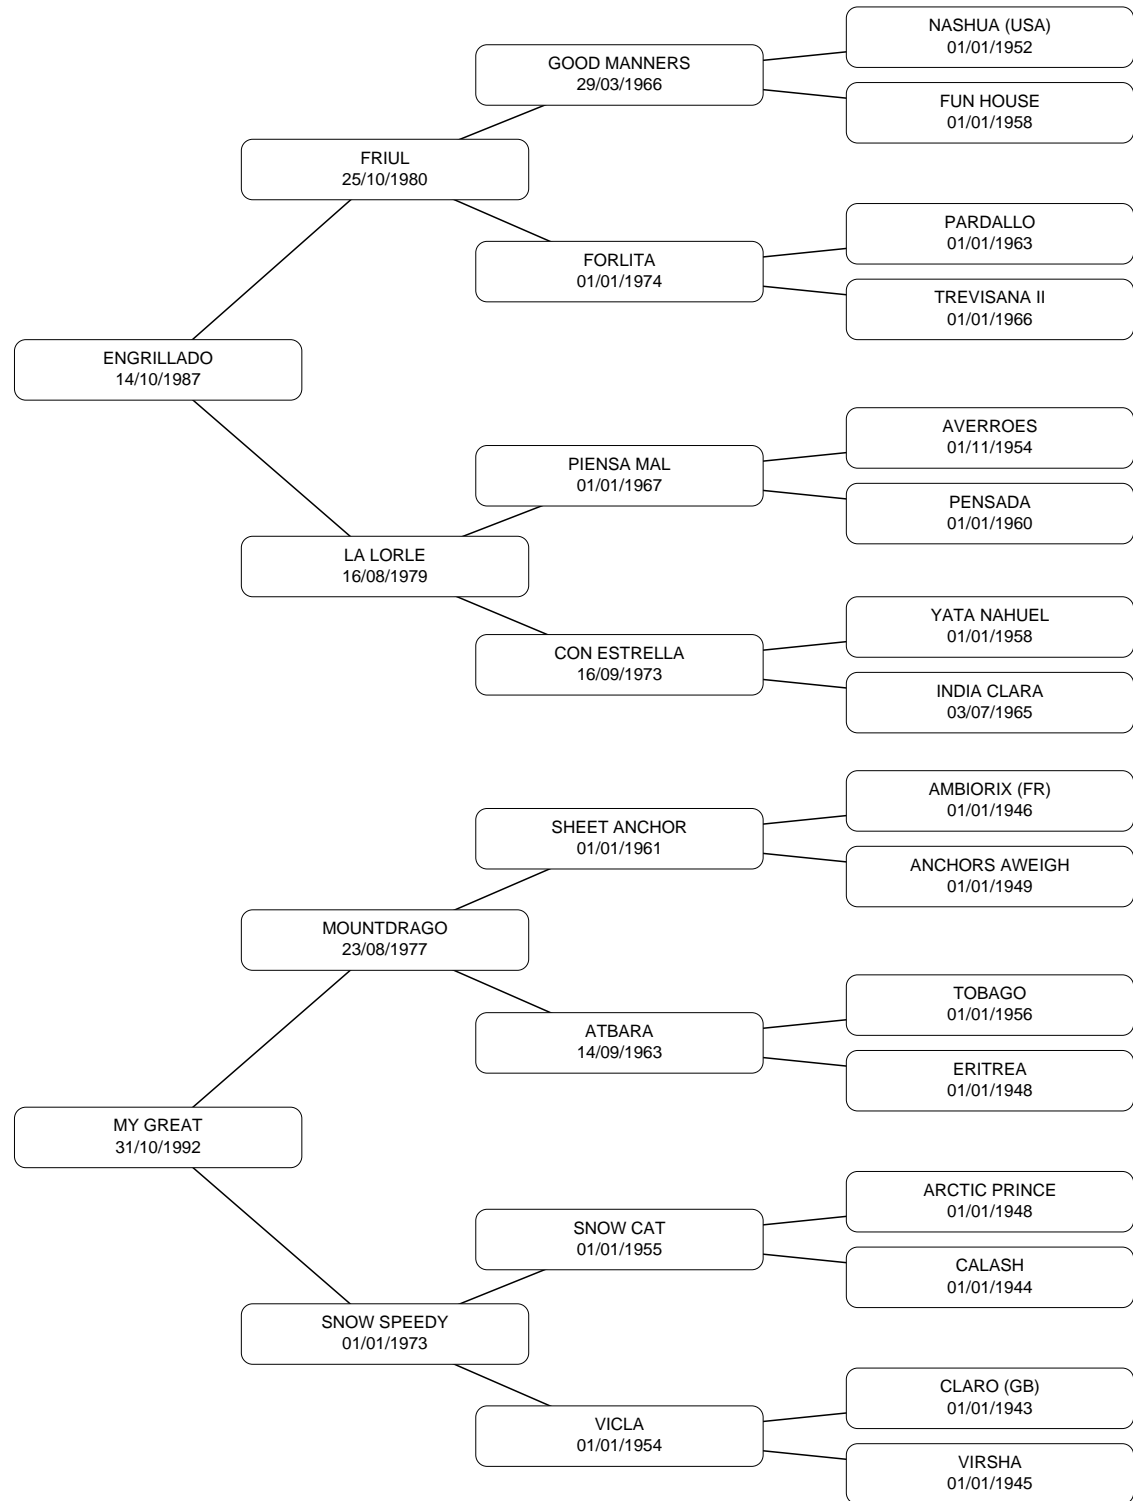 NASHUA (USA)
01/01/1952
GOOD MANNERS
29/03/1966
FUN HOUSE
01/01/1958
FRIUL
25/10/1980
PARDALLO
01/01/1963
FORLITA
01/01/1974
TREVISANA II
01/01/1966
ENGRILLADO
14/10/1987
AVERROES
01/11/1954
PIENSA MAL
01/01/1967
PENSADA
01/01/1960
LA LORLE
16/08/1979
YATA NAHUEL
01/01/1958
CON ESTRELLA
16/09/1973
INDIA CLARA
03/07/1965
AMBIORIX (FR)
01/01/1946
SHEET ANCHOR
01/01/1961
ANCHORS AWEIGH
01/01/1949
MOUNTDRAGO
23/08/1977
TOBAGO
01/01/1956
ATBARA
14/09/1963
ERITREA
01/01/1948
MY GREAT
31/10/1992
ARCTIC PRINCE
01/01/1948
SNOW CAT
01/01/1955
CALASH
01/01/1944
SNOW SPEEDY
01/01/1973
CLARO (GB)
01/01/1943
VICLA
01/01/1954
VIRSHA
01/01/1945